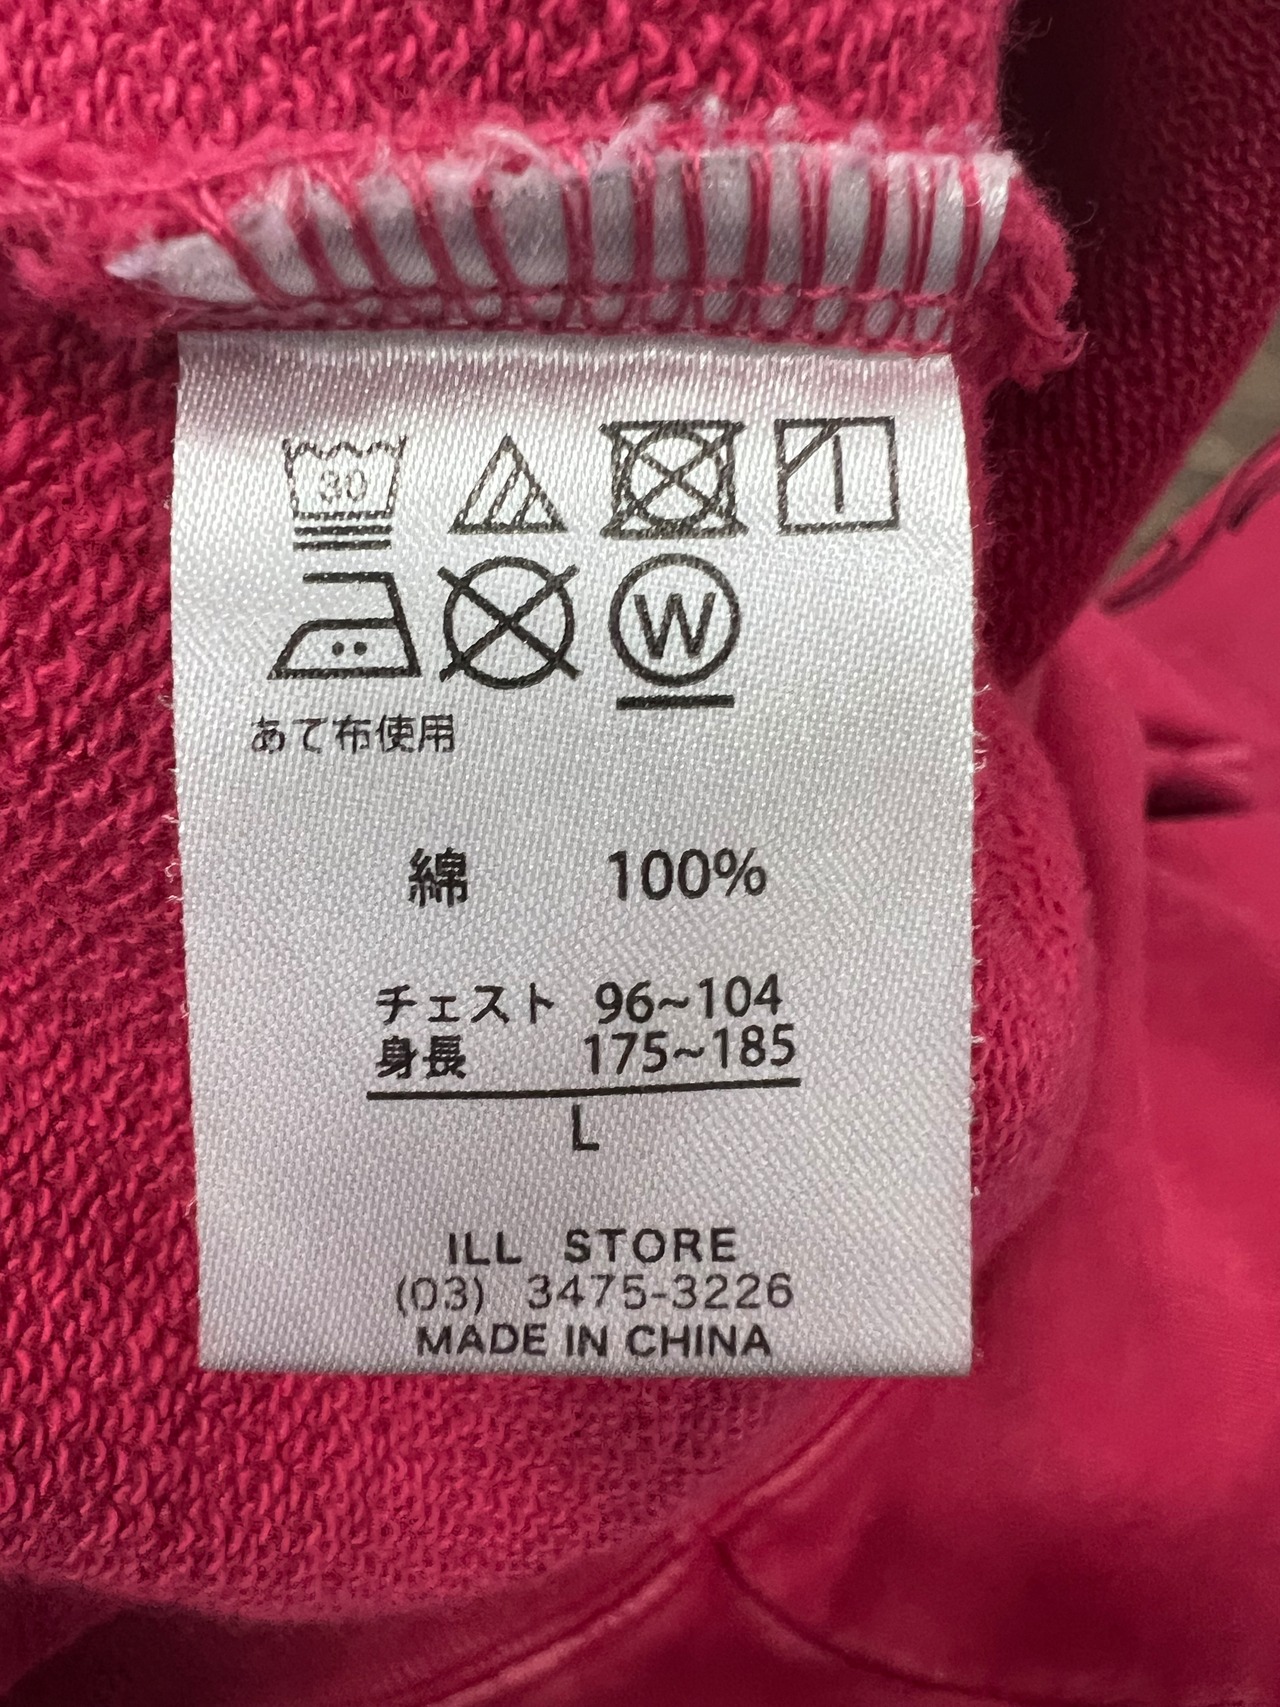 30
W
あて布使用
綿 100%
チェスト 96~104
身長 175~185
L
ILL STORE
(03) 3475-3226
MADE IN CHINA